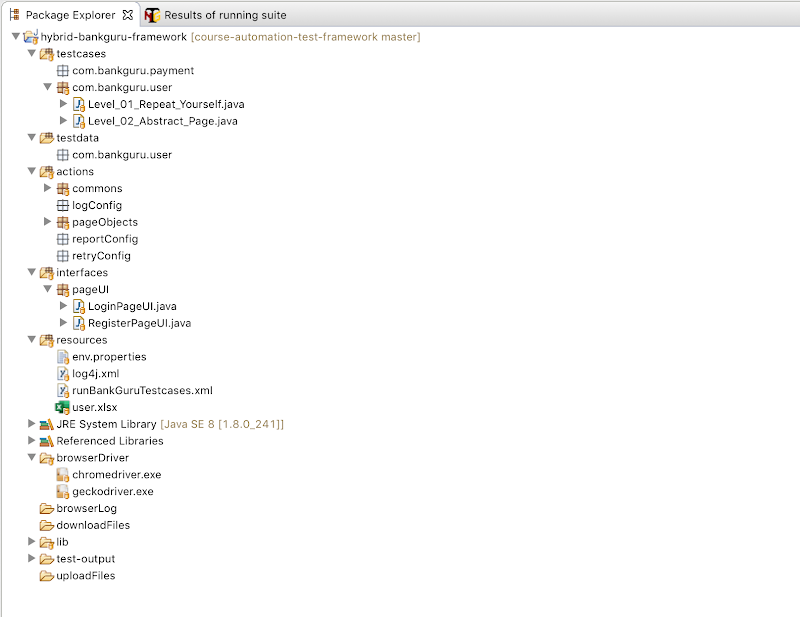 Package Explorer
Results of running suite
hybrid-bankguru-framework [course-automation-test-framework master]
testcases
com.bankguru.payment
com.bankguru.user
Level_01_Repeat_Yourself.java
Level_02_Abstract_Page.java
testdata
com.bankguru.user
actions
commons
logConfig
pageObjects
reportConfig
retryConfig
interfaces
pageUI
LoginPageUI.java
RegisterPageUI.java
resources
env.properties
log4j.xml
runBankGuruTestcases.xml
user.xlsx
JRE System Library [Java SE 8 [1.8.0_241]]
Referenced Libraries
browserDriver
chromedriver.exe
geckodriver.exe
browserLog
downloadFiles
lib
test-output
uploadFiles